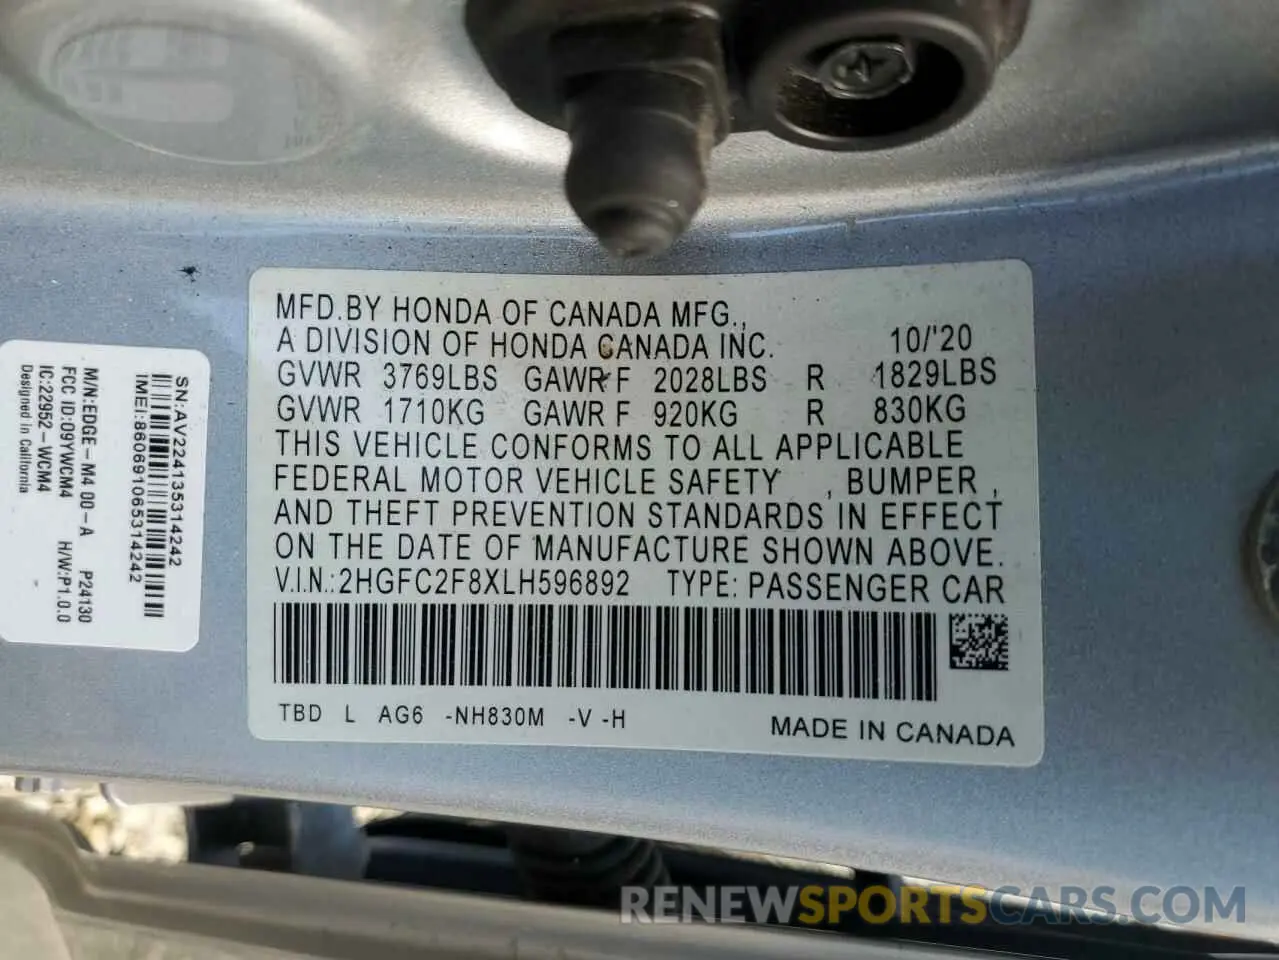 MFD.BY HONDA OF CANADA MFG.,
A DIVISION OF HONDA CANADA INC. 10/'20
GVWR 3769LBS GAWR F 2028LBS R 1829LBS
GVWR 1710KG GAWR F 920KG R 830KG
THIS VEHICLE CONFORMS TO ALL APPLICABLE
FEDERAL MOTOR VEHICLE SAFETY , BUMPER ,
AND THEFT PREVENTION STANDARDS IN EFFECT
ON THE DATE OF MANUFACTURE SHOWN ABOVE.
V.I.N.:2HGFC2F8XLH596892 TYPE: PASSENGER CAR
TBD L AG6 -NH830M -V -H
MADE IN CANADA
SN:AV224135314242
IMEI:860691065314242
M/N:EDGE-M4 00-A P24130
FCC ID:O9YWCM4 H/W:P1.0.0
IC:22952-WCM4
Designed in California
RENEWSPORTSCARS.COM